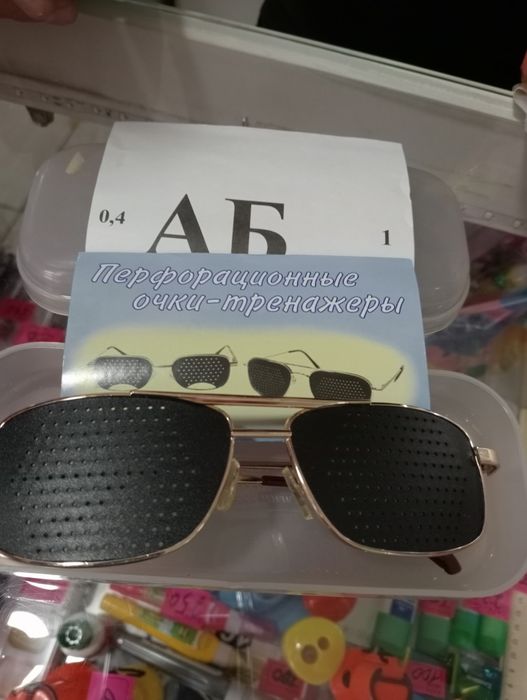 0,4
АБ
1
Перфорационные
очки-тренажеры